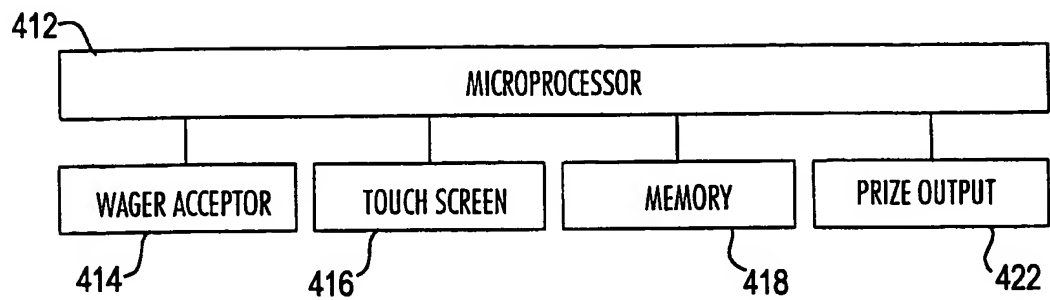 412
MICROPROCESSOR
WAGER ACCEPTOR
TOUCH SCREEN
MEMORY
PRIZE OUTPUT
414
416
418
422